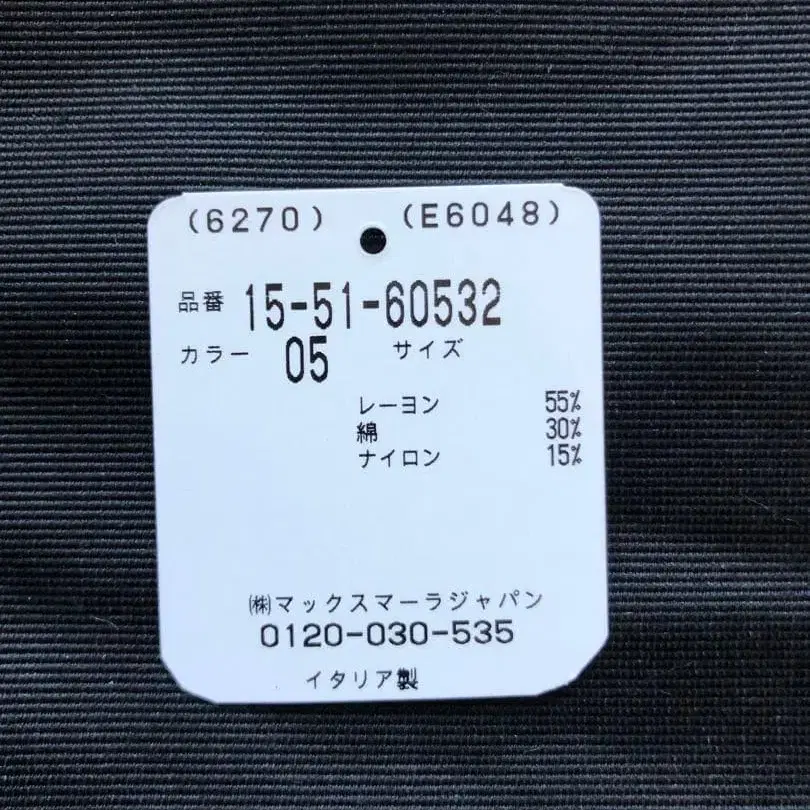 (6270) (E6048)
品番 15-51-60532
カラー 05 サイズ
レーヨン 55%
綿 30%
ナイロン 15%
㈱マックスマーラジャパン
0120-030-535
イタリア製